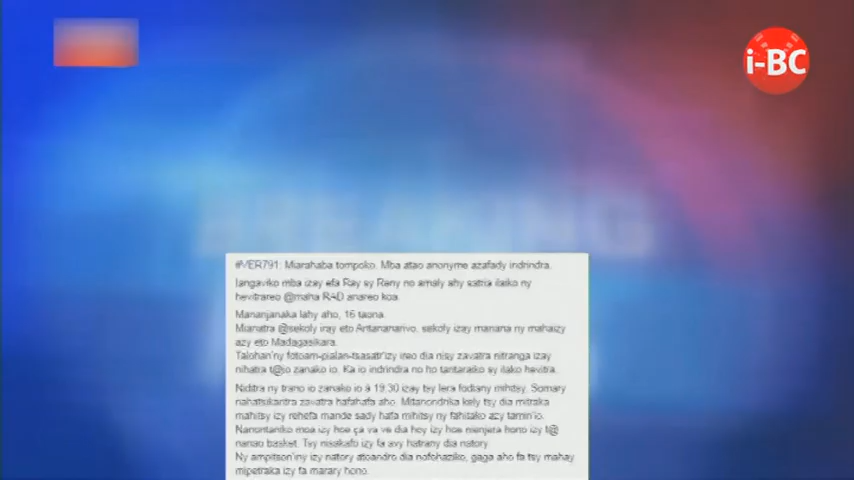 i-BC
BREAKING
#VER791: Miarahaba tompoko. Mba atao anonyme azafady indrindra.
Iangaviko mba izay efa Ray sy Reny no amaly ahy satria ilaiko ny
hevitrareo @maha RAD anareo koa.
Mananjanaka lahy aho, 16 taona.
Mianatra @sekoly iray eto Antananarivo, sekoly izay manana ny mahaizy
azy eto Madagasikara.
Talohan'ny fotoam-pialan-tsasatr'izy ireo dia nisy zavatra nitranga izay
nihatra t@io zanako io. Ka io indrindra no ho tantaraiko sy ilako hevitra.
Niditra ny trano io zanako io à 19.30 izay tsy lera fodiany mihitsy. Somary
nahatsikaritra zavatra hafahafa aho. Mitanondrika kely tsy dia mitraka
mahitsy izy rehefa mande sady hafa mihitsy ny fahitako azy tamin'io.
Nanontaniko moa izy hoe ça va ve dia hoy izy hoe nienjera hono izy t@
nanao basket. Tsy nisakafo izy fa avy hatrany dia natory.
Ny ampitson'iny izy natory atoandro dia nofohaziko, gaga aho fa tsy mahay
mipetraka izy fa marary hono.